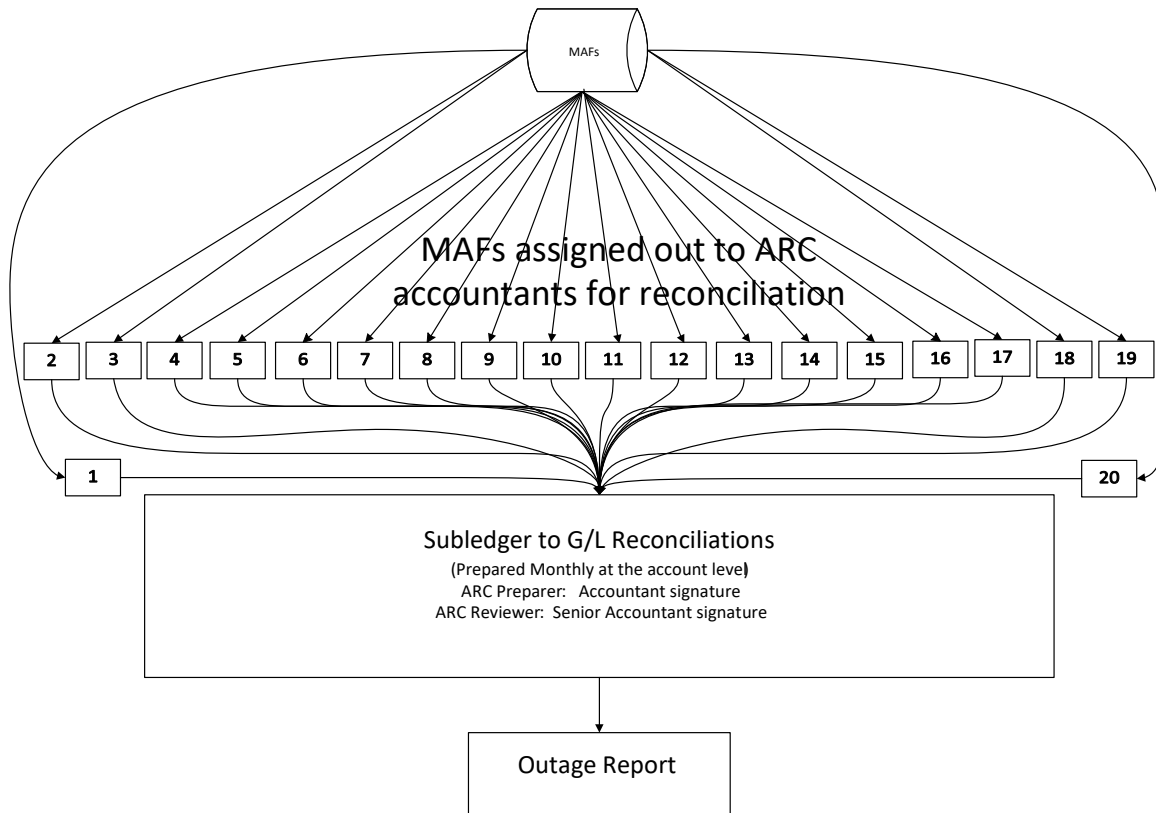 MAFs
MAFs assigned out to ARC
accountants for reconciliation
2 3 4 5 6 7 8 9 10 11 12 13 14 15 16 17 18 19
1 20
Subledger to G/L Reconciliations
(Prepared Monthly at the account level)
ARC Preparer: Accountant signature
ARC Reviewer: Senior Accountant signature
Outage Report